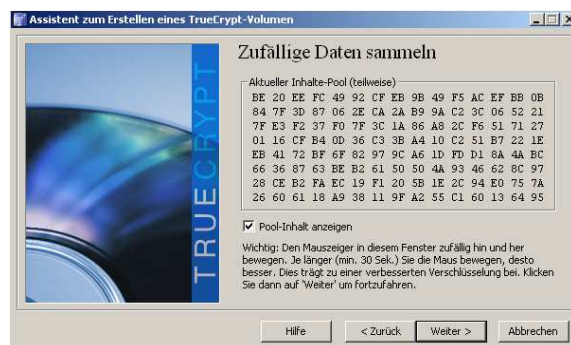 Assistent zum Erstellen eines TrueCrypt-Volumen
TRUECRYPT
Zufällige Daten sammeln
Aktueller Inhalte-Pool (teilweise)
BE 20 EE FC 49 92 CF EB 9B 49 F5 AC EF BB 0B
84 7F 3D 87 06 2E CA 2A B9 9A C2 3C 06 52 21
7F E3 F2 37 F0 7F 3C 1A 86 A8 2C F6 51 71 27
01 16 CF B4 0D 36 C3 3B A4 10 C2 51 B7 22 1E
EB 41 72 BF 6F 82 97 9C A6 1D FD D1 8A 4A BC
66 36 87 63 BE B2 61 50 50 4A 93 46 62 8C 97
28 CE B2 FA EC 19 F1 20 5B 1E 2C 94 E0 75 7A
26 60 61 18 A9 38 11 9F A2 55 C1 60 13 64 95
Pool-Inhalt anzeigen
Wichtig: Den Mauszeiger in diesem Fenster zufällig hin und her
bewegen. Je länger (min. 30 Sek.) Sie die Maus bewegen, desto
besser. Dies trägt zu einer verbesserten Verschlüsselung bei. Klicken
Sie dann auf 'Weiter' um fortzufahren.
Hilfe < Zurück Weiter > Abbrechen